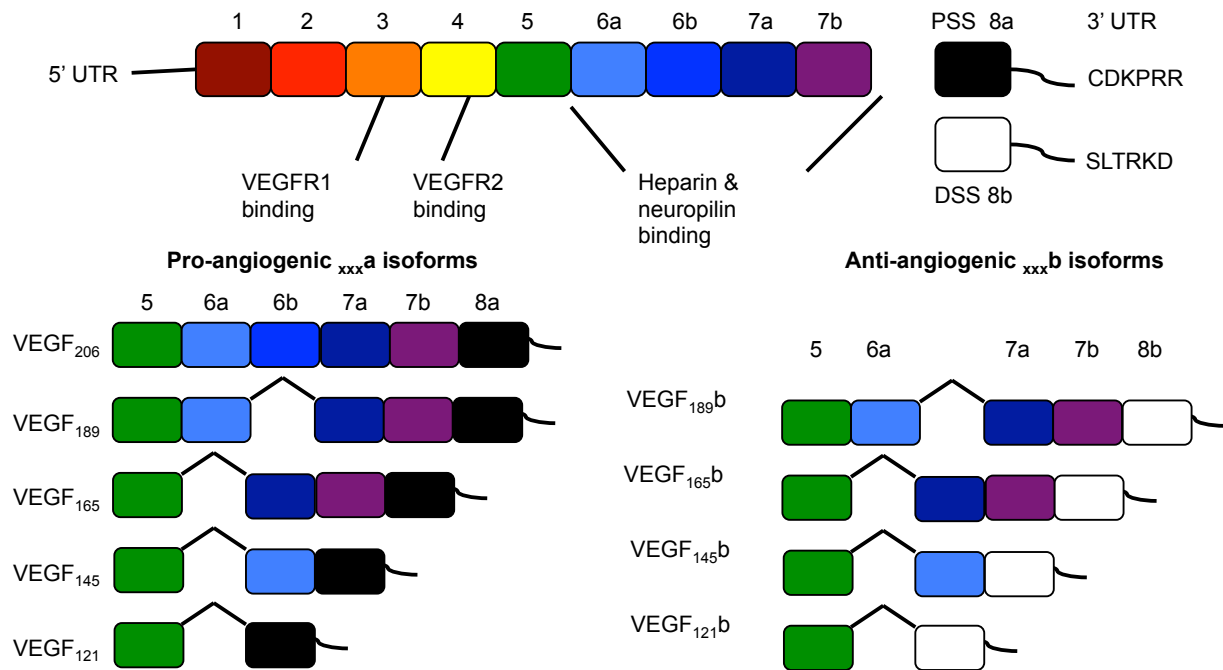 1 2 3 4 5 6a 6b 7a 7b PSS 8a 3’ UTR
5’ UTR
CDKPRR
SLTRKD
DSS 8b
VEGFR1
binding
VEGFR2
binding
Heparin &
neuropilin
binding
Pro-angiogenic xxxa isoforms
5 6a 6b 7a 7b 8a
VEGF206
VEGF189
VEGF165
VEGF145
VEGF121
Anti-angiogenic xxxb isoforms
5 6a 7a 7b 8b
VEGF189b
VEGF165b
VEGF145b
VEGF121b